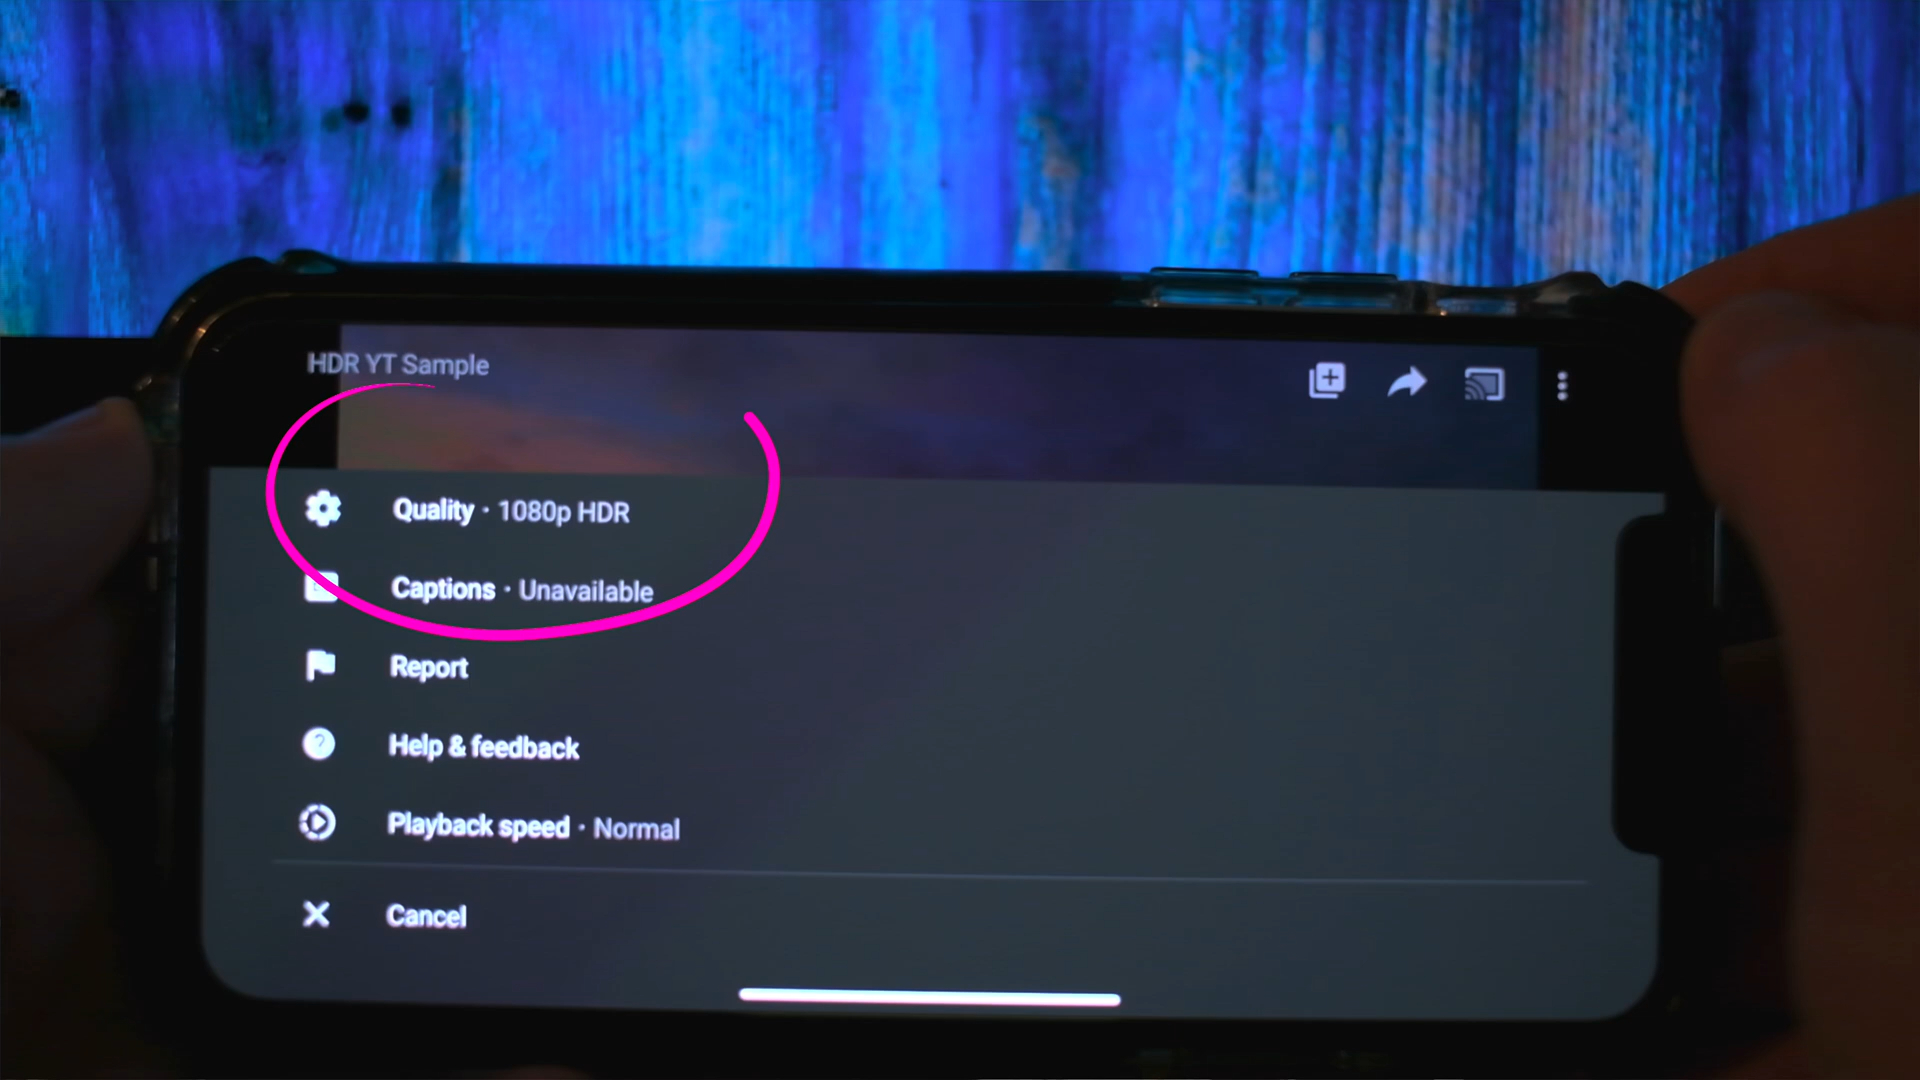 HDR YT Sample
Quality · 1080p HDR
Captions · Unavailable
Report
Help & feedback
Playback speed · Normal
Cancel